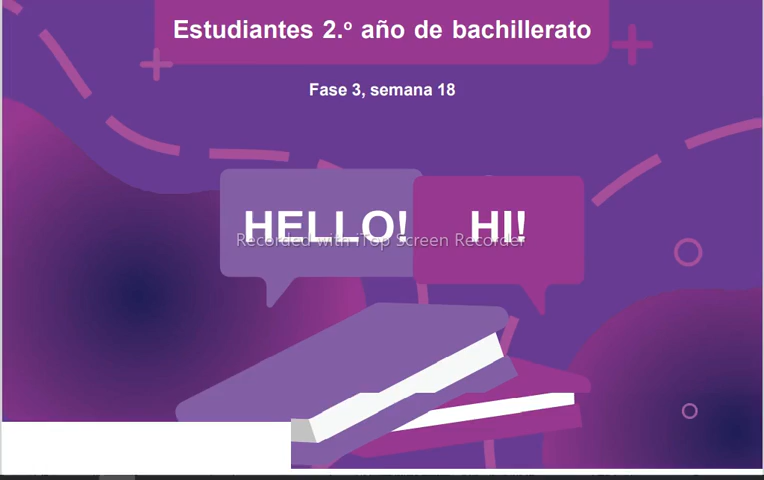 Estudiantes 2.º año de bachillerato
Fase 3, semana 18
HELLO! HI!
Recorded with iTop Screen Recorder